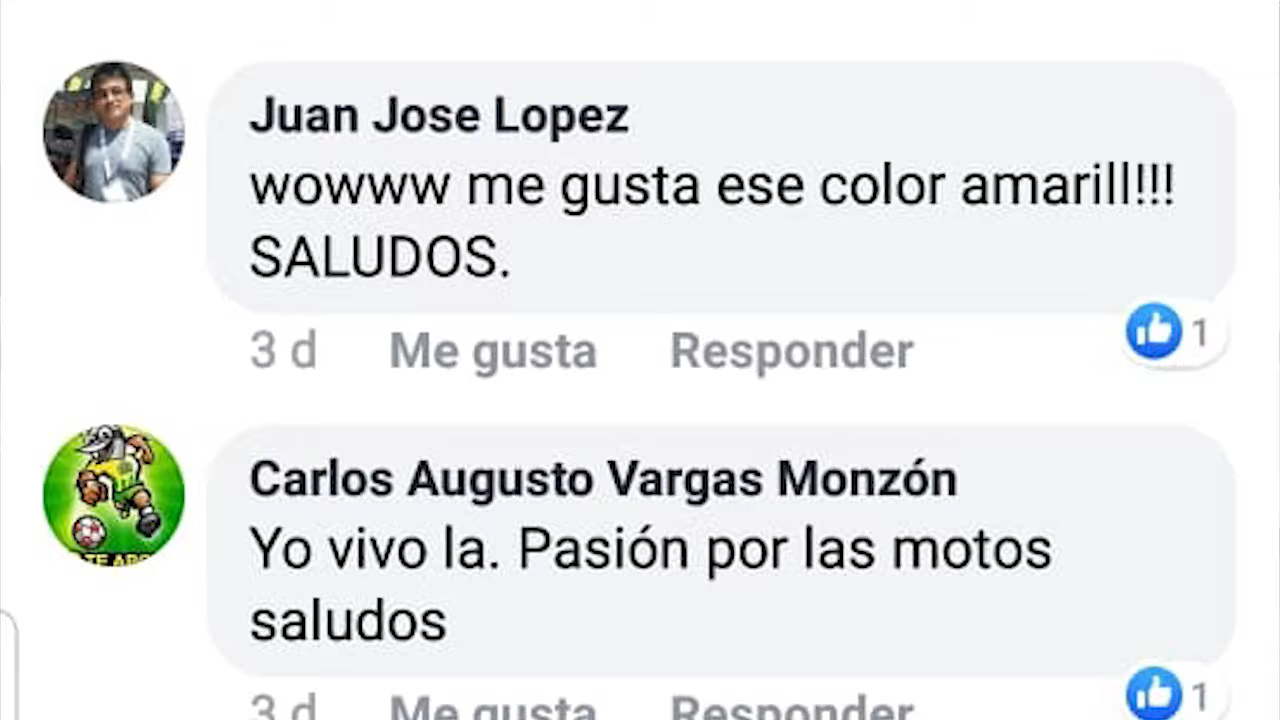 Juan Jose Lopez
wowww me gusta ese color amarill!!!
SALUDOS.
3 d Me gusta Responder 1
Carlos Augusto Vargas Monzón
Yo vivo la. Pasión por las motos
saludos
3 d Me gusta Responder 1